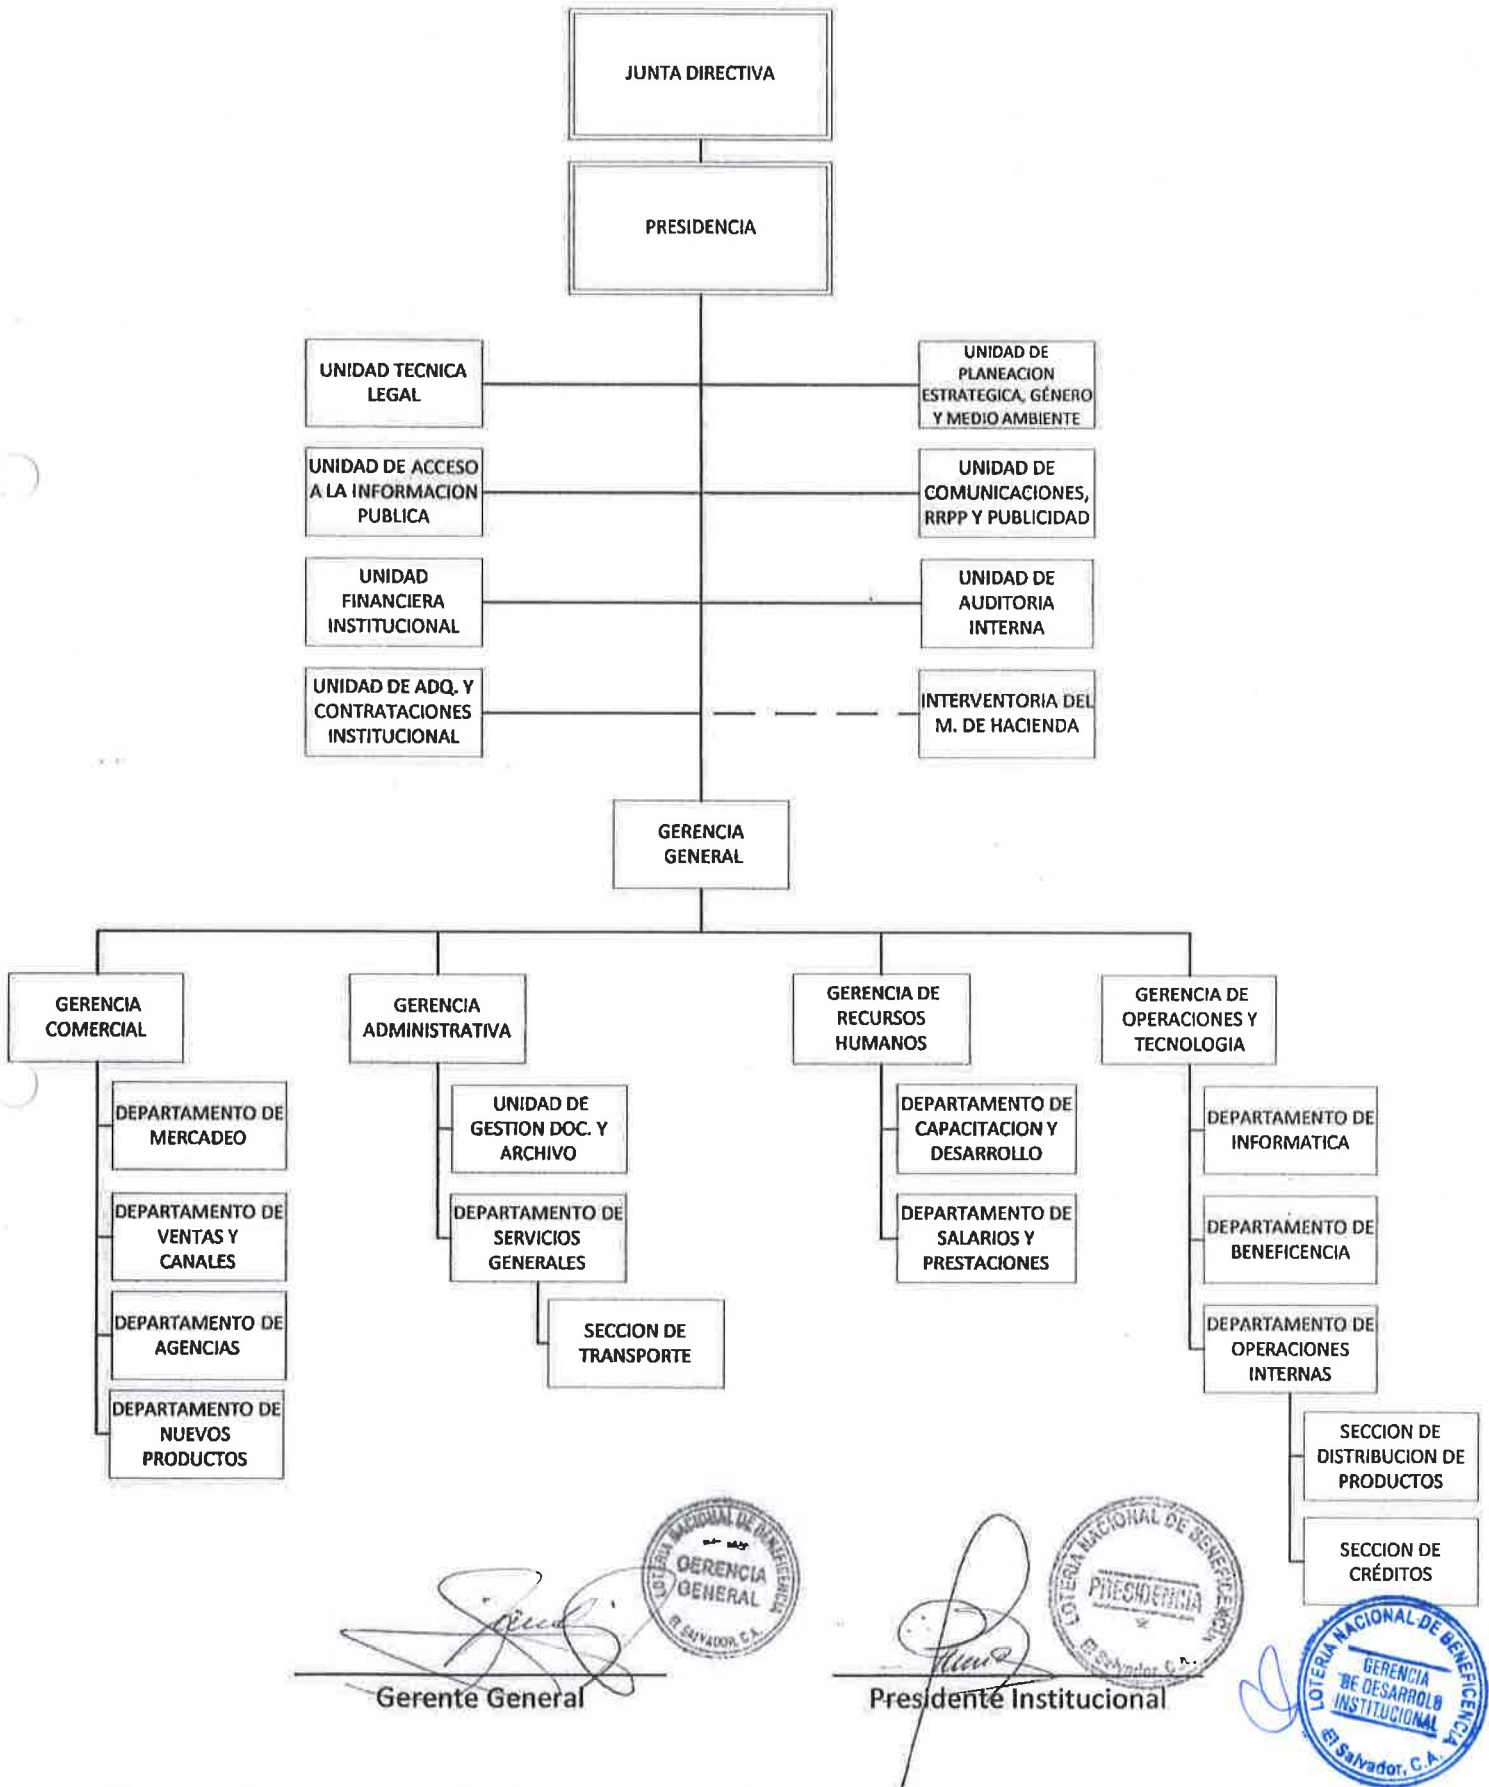 JUNTA DIRECTIVA
PRESIDENCIA
UNIDAD TECNICA
LEGAL
UNIDAD DE
PLANEACION
ESTRATEGICA, GÉNERO
Y MEDIO AMBIENTE
UNIDAD DE ACCESO
A LA INFORMACION
PUBLICA
UNIDAD DE
COMUNICACIONES,
RRPP Y PUBLICIDAD
UNIDAD
FINANCIERA
INSTITUCIONAL
UNIDAD DE
AUDITORIA
INTERNA
UNIDAD DE ADQ. Y
CONTRATACIONES
INSTITUCIONAL
INTERVENTORIA DEL
M. DE HACIENDA
GERENCIA
GENERAL
GERENCIA
COMERCIAL
GERENCIA
ADMINISTRATIVA
GERENCIA DE
RECURSOS
HUMANOS
GERENCIA DE
OPERACIONES Y
TECNOLOGIA
DEPARTAMENTO DE
MERCADEO
DEPARTAMENTO DE
VENTAS Y
CANALES
DEPARTAMENTO DE
AGENCIAS
DEPARTAMENTO DE
NUEVOS
PRODUCTOS
UNIDAD DE
GESTION DOC. Y
ARCHIVO
DEPARTAMENTO DE
SERVICIOS
GENERALES
SECCION DE
TRANSPORTE
DEPARTAMENTO DE
CAPACITACION Y
DESARROLLO
DEPARTAMENTO DE
SALARIOS Y
PRESTACIONES
DEPARTAMENTO DE
INFORMATICA
DEPARTAMENTO DE
BENEFICENCIA
DEPARTAMENTO DE
OPERACIONES
INTERNAS
SECCION DE
DISTRIBUCION DE
PRODUCTOS
SECCION DE
CRÉDITOS
LOTERIA NACIONAL DE BENEFICENCIA
GERENCIA
GENERAL
El SALVADOR, C.A.
Gerente General
LOTERIA NACIONAL DE BENEFICENCIA
PRESIDENCIA
El Salvador, C.A.
Presidente Institucional
LOTERIA NACIONAL DE BENEFICENCIA
GERENCIA
DE DESARROLO
INSTITUCIONAL
El Salvador, C.A.